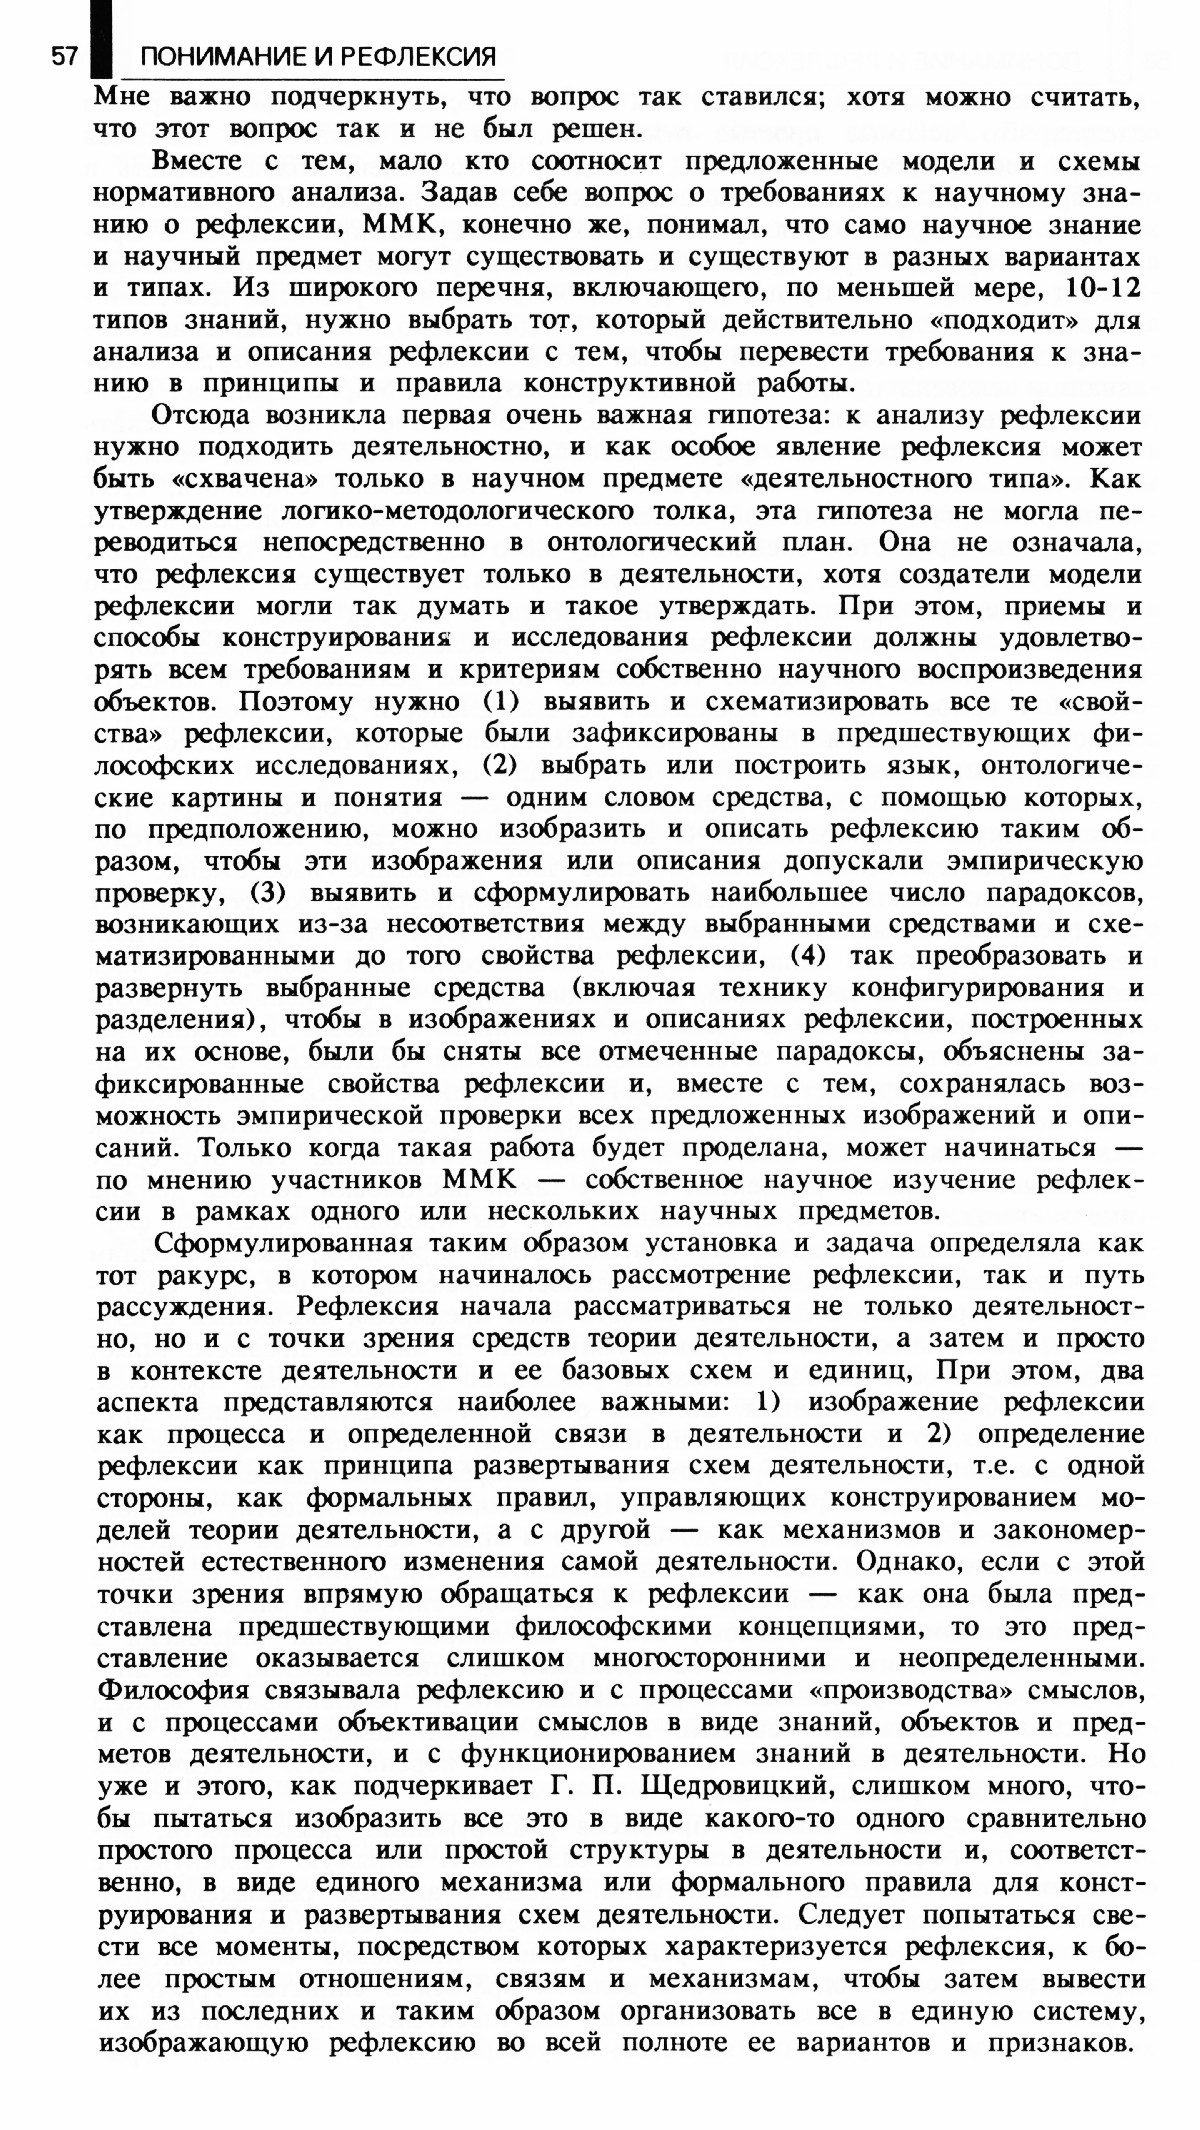 57 ПОНИМАНИЕ И РЕФЛЕКСИЯ
Мне важно подчеркнуть, что вопрос так ставился; хотя можно считать,
что этот вопрос так и не был решен.
Вместе с тем, мало кто соотносит предложенные модели и схемы
нормативного анализа. Задав себе вопрос о требованиях к научному зна-
нию о рефлексии, ММК, конечно же, понимал, что само научное знание
и научный предмет могут существовать и существуют в разных вариантах
и типах. Из широкого перечня, включающего, по меньшей мере, 10-12
типов знаний, нужно выбрать тот, который действительно «подходит» для
анализа и описания рефлексии с тем, чтобы перевести требования к зна-
нию в принципы и правила конструктивной работы.
Отсюда возникла первая очень важная гипотеза: к анализу рефлексии
нужно подходить деятельностно, и как особое явление рефлексия может
быть «схвачена» только в научном предмете «деятельностного типа». Как
утверждение логико-методологического толка, эта гипотеза не могла пе-
реводиться непосредственно в онтологический план. Она не означала,
что рефлексия существует только в деятельности, хотя создатели модели
рефлексии могли так думать и такое утверждать. При этом, приемы и
способы конструирования и исследования рефлексии должны удовлетво-
рять всем требованиям и критериям собственно научного воспроизведения
объектов. Поэтому нужно (1) выявить и схематизировать все те «свой-
ства» рефлексии, которые были зафиксированы в предшествующих фи-
лософских исследованиях, (2) выбрать или построить язык, онтологиче-
ские картины и понятия — одним словом средства, с помощью которых,
по предположению, можно изобразить и описать рефлексию таким об-
разом, чтобы эти изображения или описания допускали эмпирическую
проверку, (3) выявить и сформулировать наибольшее число парадоксов,
возникающих из-за несоответствия между выбранными средствами и схе-
матизированными до того свойства рефлексии, (4) так преобразовать и
развернуть выбранные средства (включая технику конфигурирования и
разделения), чтобы в изображениях и описаниях рефлексии, построенных
на их основе, были бы сняты все отмеченные парадоксы, объяснены за-
фиксированные свойства рефлексии и, вместе с тем, сохранялась воз-
можность эмпирической проверки всех предложенных изображений и опи-
саний. Только когда такая работа будет проделана, может начинаться —
по мнению участников ММК — собственное научное изучение рефлек-
сии в рамках одного или нескольких научных предметов.
Сформулированная таким образом установка и задача определяла как
тот ракурс, в котором начиналось рассмотрение рефлексии, так и путь
рассуждения. Рефлексия начала рассматриваться не только деятельност-
но, но и с точки зрения средств теории деятельности, а затем и просто
в контексте деятельности и ее базовых схем и единиц, При этом, два
аспекта представляются наиболее важными: 1) изображение рефлексии
как процесса и определенной связи в деятельности и 2) определение
рефлексии как принципа развертывания схем деятельности, т.е. с одной
стороны, как формальных правил, управляющих конструированием мо-
делей теории деятельности, а с другой — как механизмов и закономер-
ностей естественного изменения самой деятельности. Однако, если с этой
точки зрения впрямую обращаться к рефлексии — как она была пред-
ставлена предшествующими философскими концепциями, то это пред-
ставление оказывается слишком многосторонними и неопределенными.
Философия связывала рефлексию и с процессами «производства» смыслов,
и с процессами объективации смыслов в виде знаний, объектов и пред-
метов деятельности, и с функционированием знаний в деятельности. Но
уже и этого, как подчеркивает Г. П. Щедровицкий, слишком много, что-
бы пытаться изобразить все это в виде какого-то одного сравнительно
простого процесса или простой структуры в деятельности и, соответст-
венно, в виде единого механизма или формального правила для конст-
руирования и развертывания схем деятельности. Следует попытаться све-
сти все моменты, посредством которых характеризуется рефлексия, к бо-
лее простым отношениям, связям и механизмам, чтобы затем вывести
их из последних и таким образом организовать все в единую систему,
изображающую рефлексию во всей полноте ее вариантов и признаков.